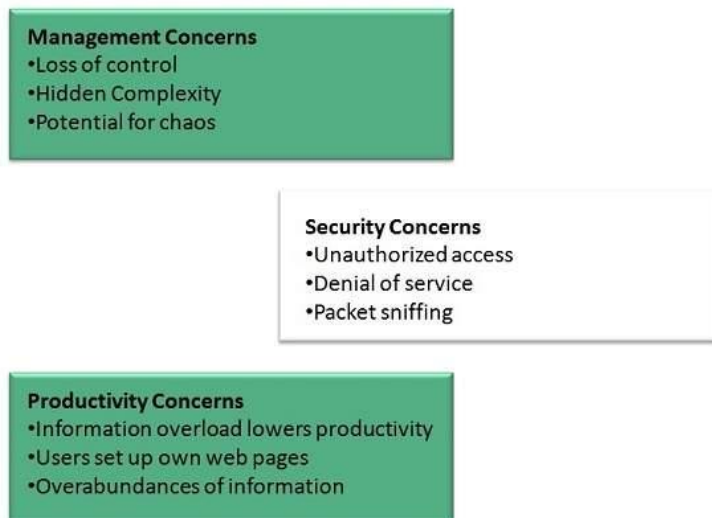 Management Concerns
•Loss of control
•Hidden Complexity
•Potential for chaos
Security Concerns
•Unauthorized access
•Denial of service
•Packet sniffing
Productivity Concerns
•Information overload lowers productivity
•Users set up own web pages
•Overabundances of information